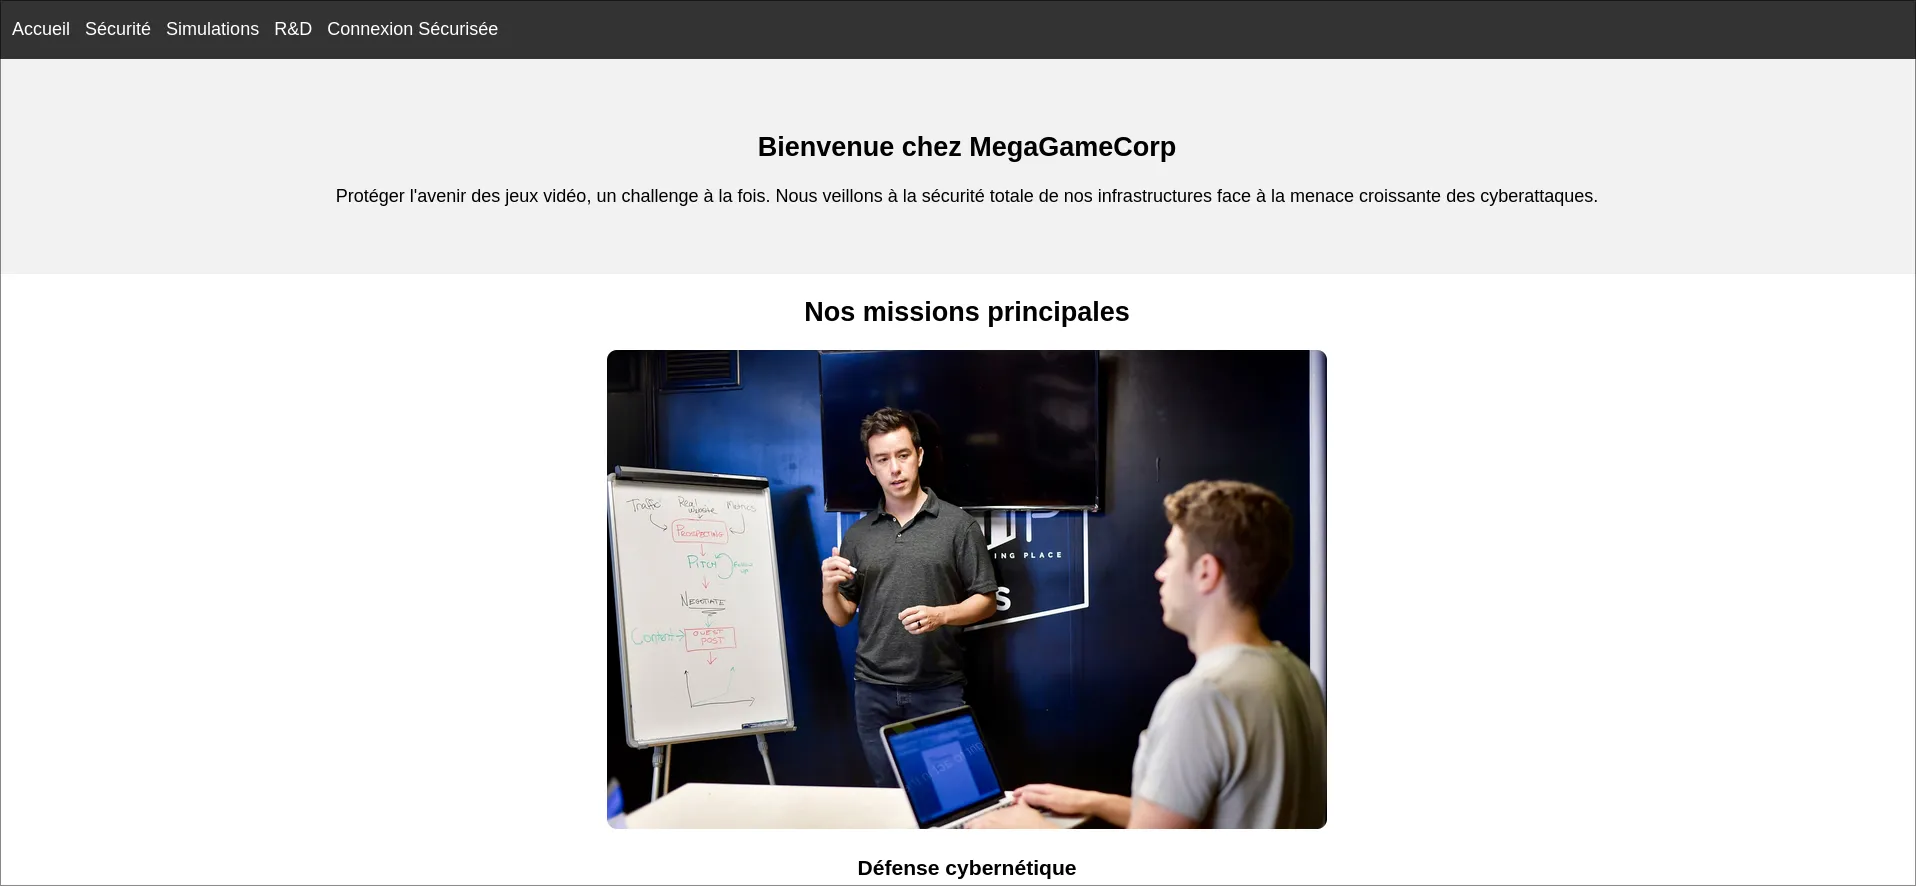 Accueil Sécurité Simulations R&D Connexion Sécurisée
Bienvenue chez MegaGameCorp
Protéger l'avenir des jeux vidéo, un challenge à la fois. Nous veillons à la sécurité totale de nos infrastructures face à la menace croissante des cyberattaques.
Nos missions principales
Traffic Real Metrics
website
PROSPECTING
PITCH
NEGOTIATE
Content
GUEST
POST
ING PLACE
S
Défense cybernétique